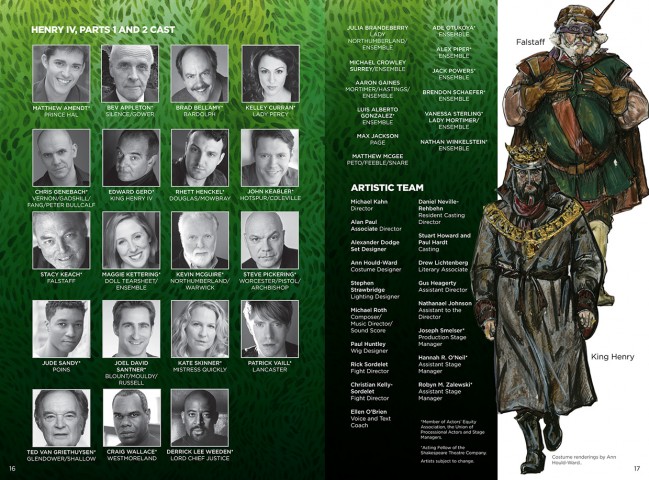 HENRY IV, PARTS 1 AND 2 CAST
MATTHEW AMENDT*
PRINCE HAL
BEV APPLETON*
SILENCE/GOWER
BRAD BELLAMY*
BARDOLPH
KELLEY CURRAN*
LADY PERCY
CHRIS GENEBACH*
VERNON/GADSHILL/
FANG/PETER BULLCALF
EDWARD GERO*
KING HENRY IV
RHETT HENCKEL*
DOUGLAS/MOWBRAY
JOHN KEABLER*
HOTSPUR/COLEVILLE
STACY KEACH*
FALSTAFF
MAGGIE KETTERING*
DOLL TEARSHEET/
ENSEMBLE
KEVIN MCGUIRE*
NORTHUMBERLAND/
WARWICK
STEVE PICKERING*
WORCESTER/PISTOL/
ARCHBISHOP
JUDE SANDY*
POINS
JOEL DAVID
SANTNER*
BLOUNT/MOULDY/
RUSSELL
KATE SKINNER*
MISTRESS QUICKLY
PATRICK VAILL*
LANCASTER
TED VAN GRIETHUYSEN*
GLENDOWER/SHALLOW
CRAIG WALLACE*
WESTMORELAND
DERRICK LEE WEEDEN*
LORD CHIEF JUSTICE
16
JULIA BRANDEBERRY
LADY
NORTHUMBERLAND/
ENSEMBLE
MICHAEL CROWLEY
SURREY/ENSEMBLE
AARON GAINES
MORTIMER/HASTINGS/
ENSEMBLE
LUIS ALBERTO
GONZALEZ*
ENSEMBLE
MAX JACKSON
PAGE
MATTHEW MCGEE
PETO/FEEBLE/SNARE
ADE OTUKOYA*
ENSEMBLE
ALEX PIPER*
ENSEMBLE
JACK POWERS*
ENSEMBLE
BRENDON SCHAEFER*
ENSEMBLE
VANESSA STERLING*
LADY MORTIMER/
ENSEMBLE
NATHAN WINKELSTEIN*
ENSEMBLE
ARTISTIC TEAM
Michael Kahn
Director
Alan Paul
Associate Director
Alexander Dodge
Set Designer
Ann Hould-Ward
Costume Designer
Stephen
Strawbridge
Lighting Designer
Michael Roth
Composer/
Music Director/
Sound Score
Paul Huntley
Wig Designer
Rick Sordelet
Fight Director
Christian Kelly-
Sordelet
Fight Director
Ellen O'Brien
Voice and Text
Coach
Daniel Neville-
Rehbehn
Resident Casting
Director
Stuart Howard and
Paul Hardt
Casting
Drew Lichtenberg
Literary Associate
Gus Heagerty
Assistant Director
Nathanael Johnson
Assistant to the
Director
Joseph Smelser*
Production Stage
Manager
Hannah R. O'Neil*
Assistant Stage
Manager
Robyn M. Zalewski*
Assistant Stage
Manager
*Member of Actors' Equity
Association, the Union of
Processional Actors and Stage
Managers.
*Acting Fellow of the
Shakespeare Theatre Company.
Artists subject to change.
Falstaff
King Henry
Costume renderings by Ann
Hould-Ward.
17